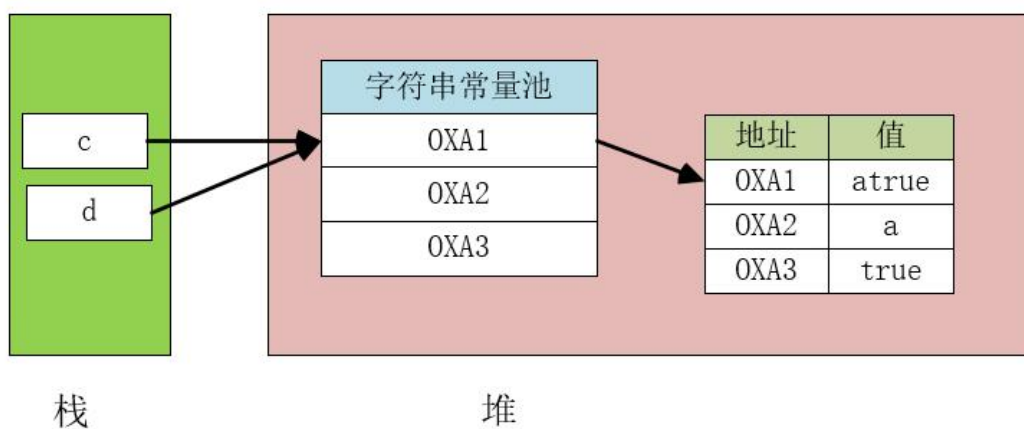 字符串常量池
c
OXA1
地址 值
OXA1 atrue
OXA2
d
OXA2 a
OXA3
OXA3 true
栈
堆